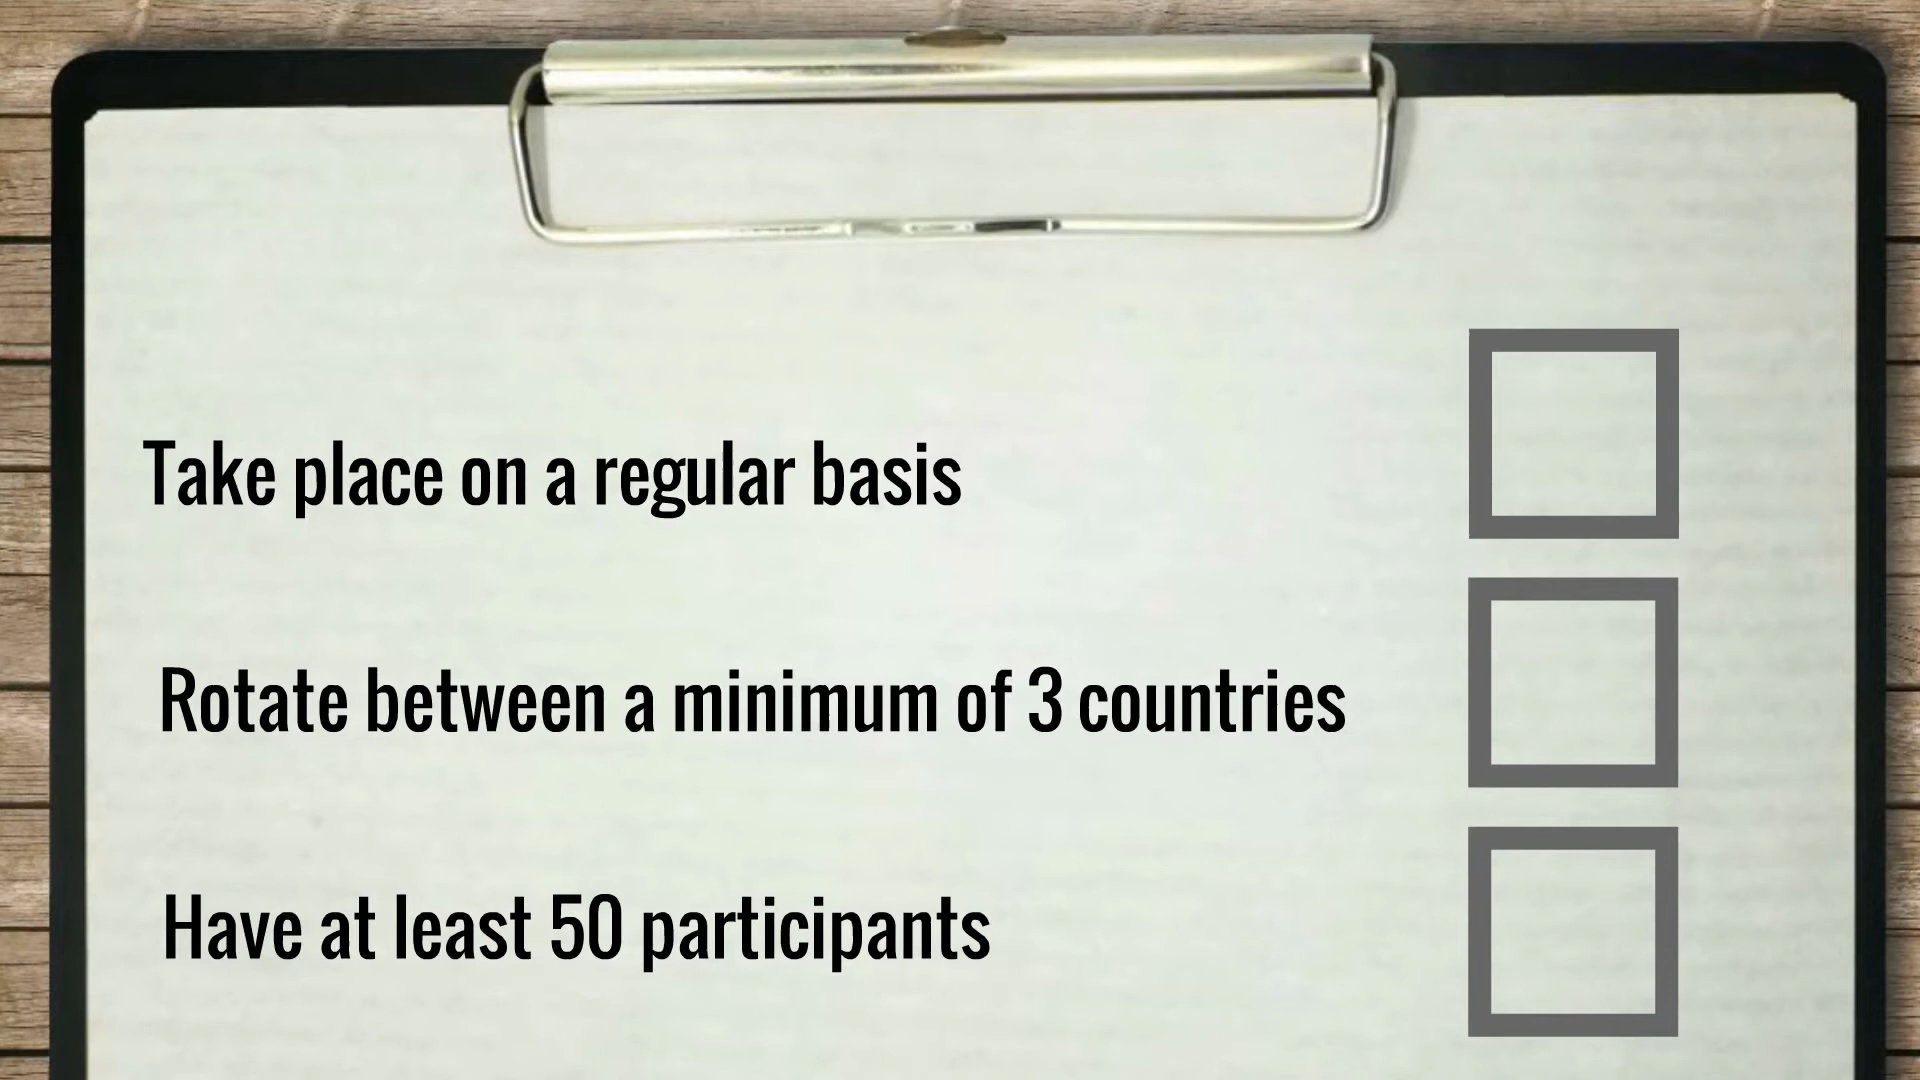 Take place on a regular basis
Rotate between a minimum of 3 countries
Have at least 50 participants